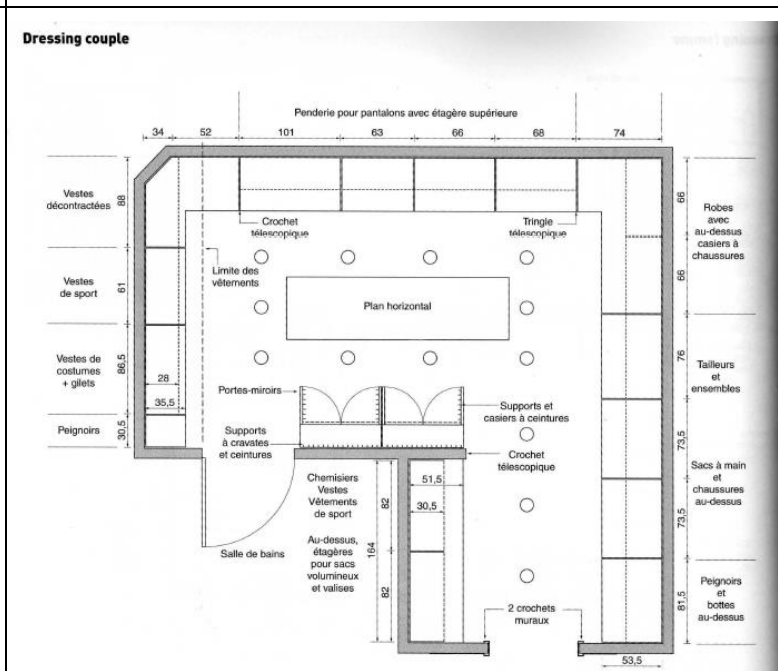 Dressing couple
Penderie pour pantalons avec étagère supérieure
34
52
101
63
66
68
74
Vestes
décontractées
88
Crochet
télescopique
Tringle
télescopique
66
Robes
avec
au-dessus
casiers à
chaussures
Limite des
vêtements
Vestes
de sport
61
Plan horizontal
66
Vestes de
costumes
+ gilets
86,5
28
35,5
Portes-miroirs
Supports et
casiers à ceintures
76
Tailleurs
et
ensembles
Peignoirs
30,5
Supports
à cravates
et ceintures
Crochet
télescopique
73,5
Sacs à main
et
chaussures
au-dessus
73,5
Chemisiers
Vestes
Vêtements
de sport
Au-dessus,
étagères
pour sacs
volumineux
et valises
51,5
30,5
82
164
82
Salle de bains
2 crochets
muraux
Peignoirs
et
bottes
au-dessus
81,5
53,5